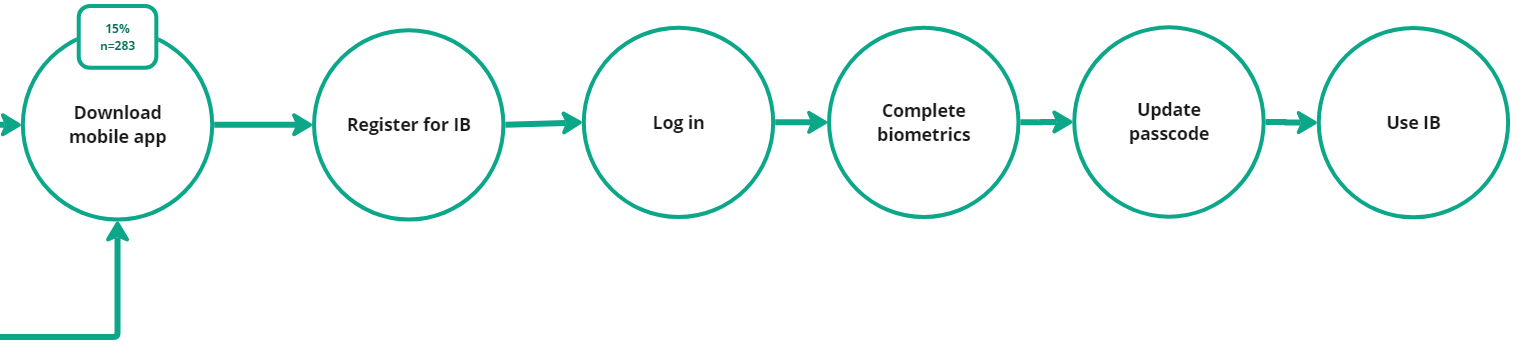 15%
n=283
Download
mobile app
Register for IB
Log in
Complete
biometrics
Update
passcode
Use IB